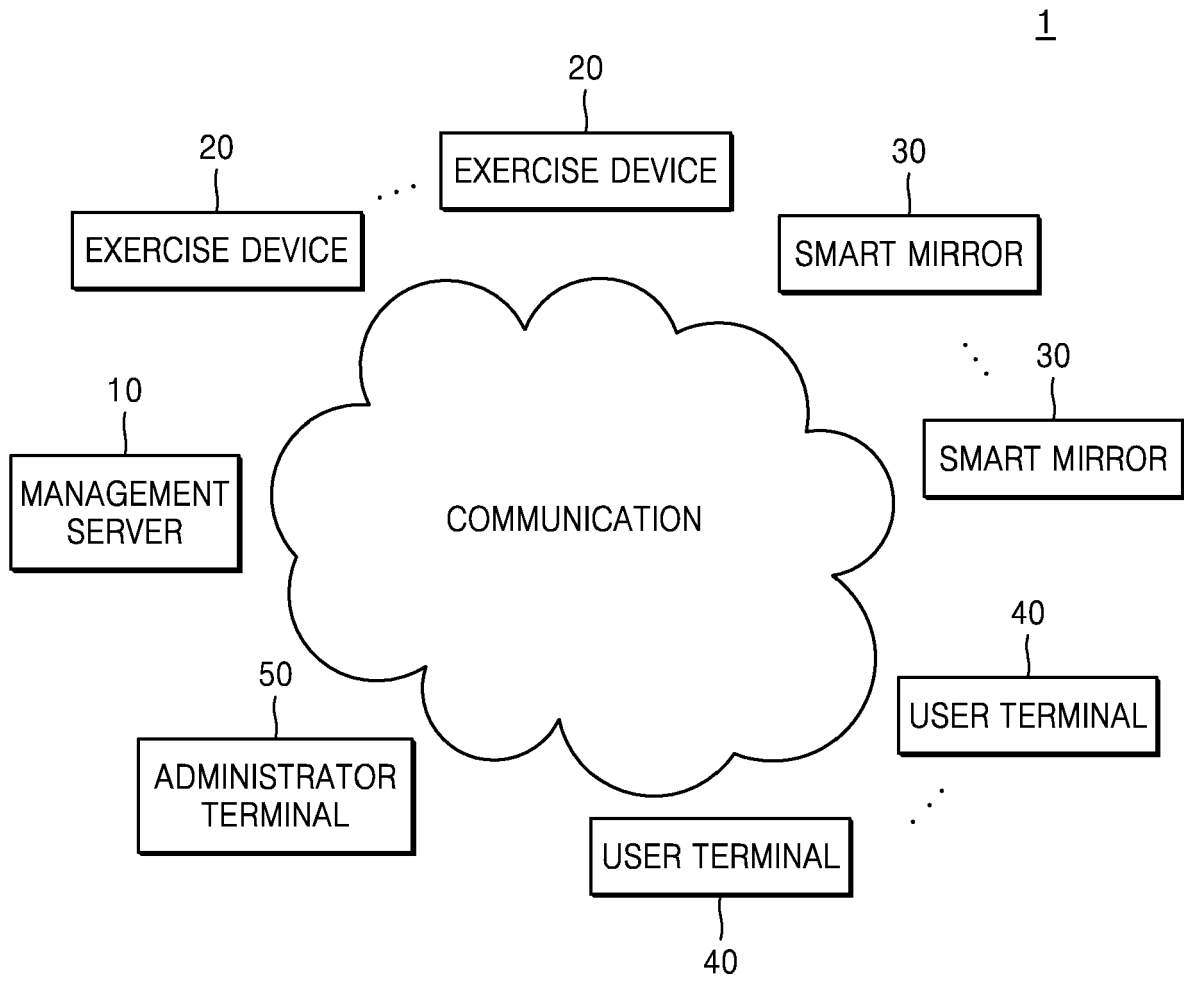 1
20
EXERCISE DEVICE
20
EXERCISE DEVICE
30
SMART MIRROR
30
SMART MIRROR
10
MANAGEMENT
SERVER
COMMUNICATION
40
USER TERMINAL
50
ADMINISTRATOR
TERMINAL
USER TERMINAL
40